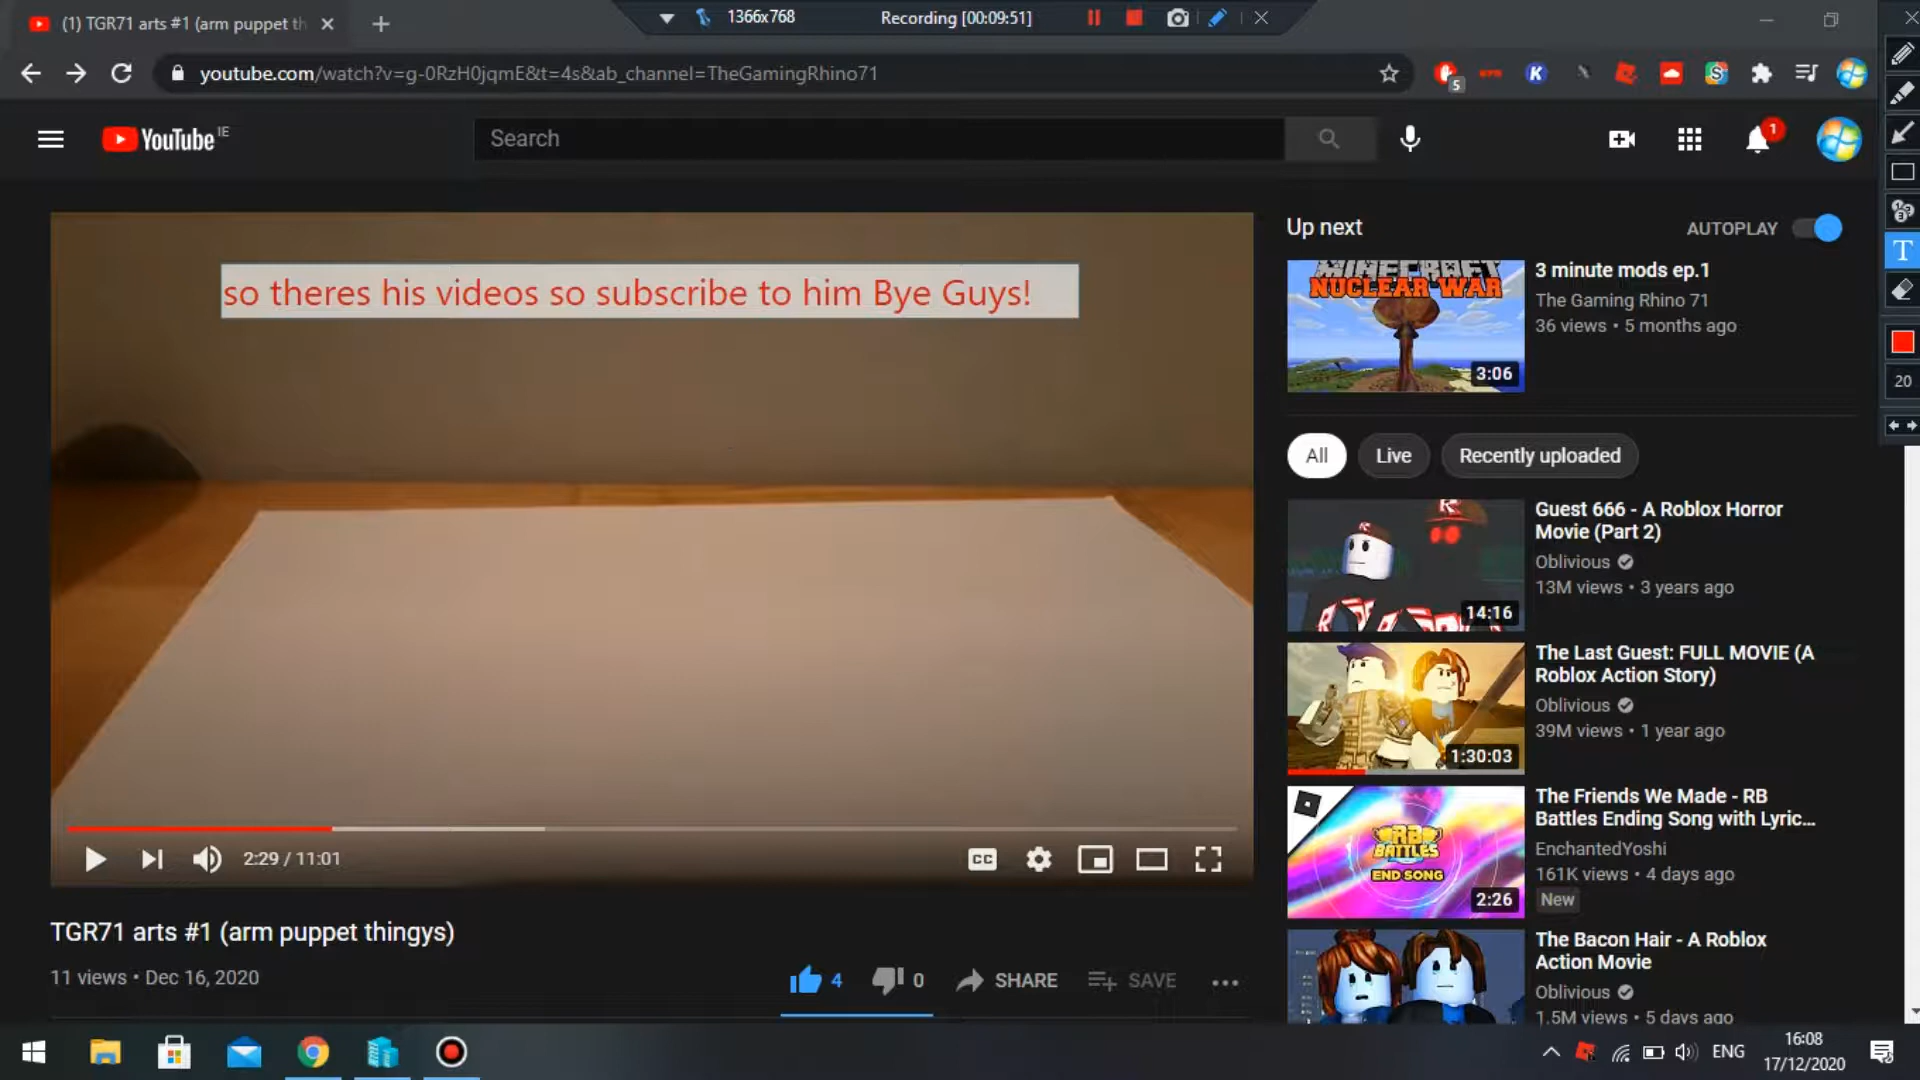 (1) TGR71 arts #1 (arm puppet th
1366x768
Recording [00:09:51]
youtube.com/watch?v=g-0RzH0jqmE&t=4s&ab_channel=TheGamingRhino71
5
K
S
YouTube IE
Search
1
T
20
so theres his videos so subscribe to him Bye Guys!
2:29 / 11:01
CC
TGR71 arts #1 (arm puppet thingys)
11 views • Dec 16, 2020
4
0
SHARE
SAVE
Up next
AUTOPLAY
MINECRAFT
NUCLEAR WAR
3:06
3 minute mods ep.1
The Gaming Rhino 71
36 views • 5 months ago
All
Live
Recently uploaded
14:16
Guest 666 - A Roblox Horror
Movie (Part 2)
Oblivious
13M views • 3 years ago
1:30:03
The Last Guest: FULL MOVIE (A
Roblox Action Story)
Oblivious
39M views • 1 year ago
RB
BATTLES
END SONG
2:26
The Friends We Made - RB
Battles Ending Song with Lyric...
EnchantedYoshi
161K views • 4 days ago
New
The Bacon Hair - A Roblox
Action Movie
Oblivious
1.5M views • 5 days ago
ENG
16:08
17/12/2020